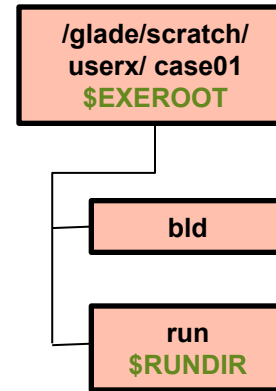 /glade/scratch/
userx/ case01
$EXEROOT
bld
run
$RUNDIR